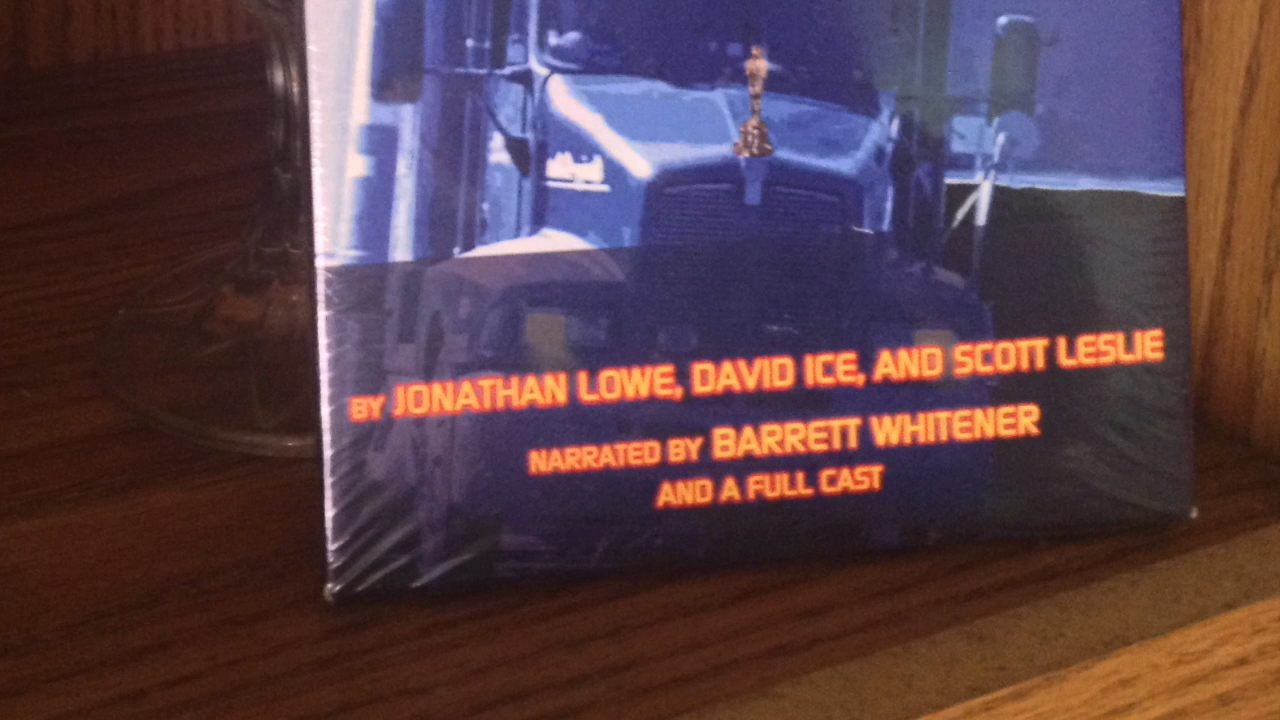 BY JONATHAN LOWE, DAVID ICE, AND SCOTT LESLIE
NARRATED BY BARRETT WHITENER
AND A FULL CAST